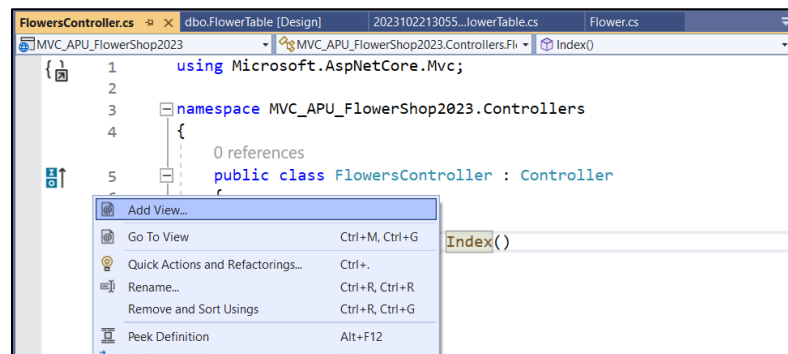 FlowersController.cs dbo.FlowerTable [Design] 2023102213055...lowerTable.cs Flower.cs
MVC_APU_FlowerShop2023 MVC_APU_FlowerShop2023.Controllers.Fl Index()
1 using Microsoft.AspNetCore.Mvc;
2
3 namespace MVC_APU_FlowerShop2023.Controllers
4 {
0 references
5 public class FlowersController : Controller
{
Add View...
Go To View Ctrl+M, Ctrl+G Index()
Quick Actions and Refactorings... Ctrl+.
Rename... Ctrl+R, Ctrl+R
Remove and Sort Usings Ctrl+R, Ctrl+G
Peek Definition Alt+F12